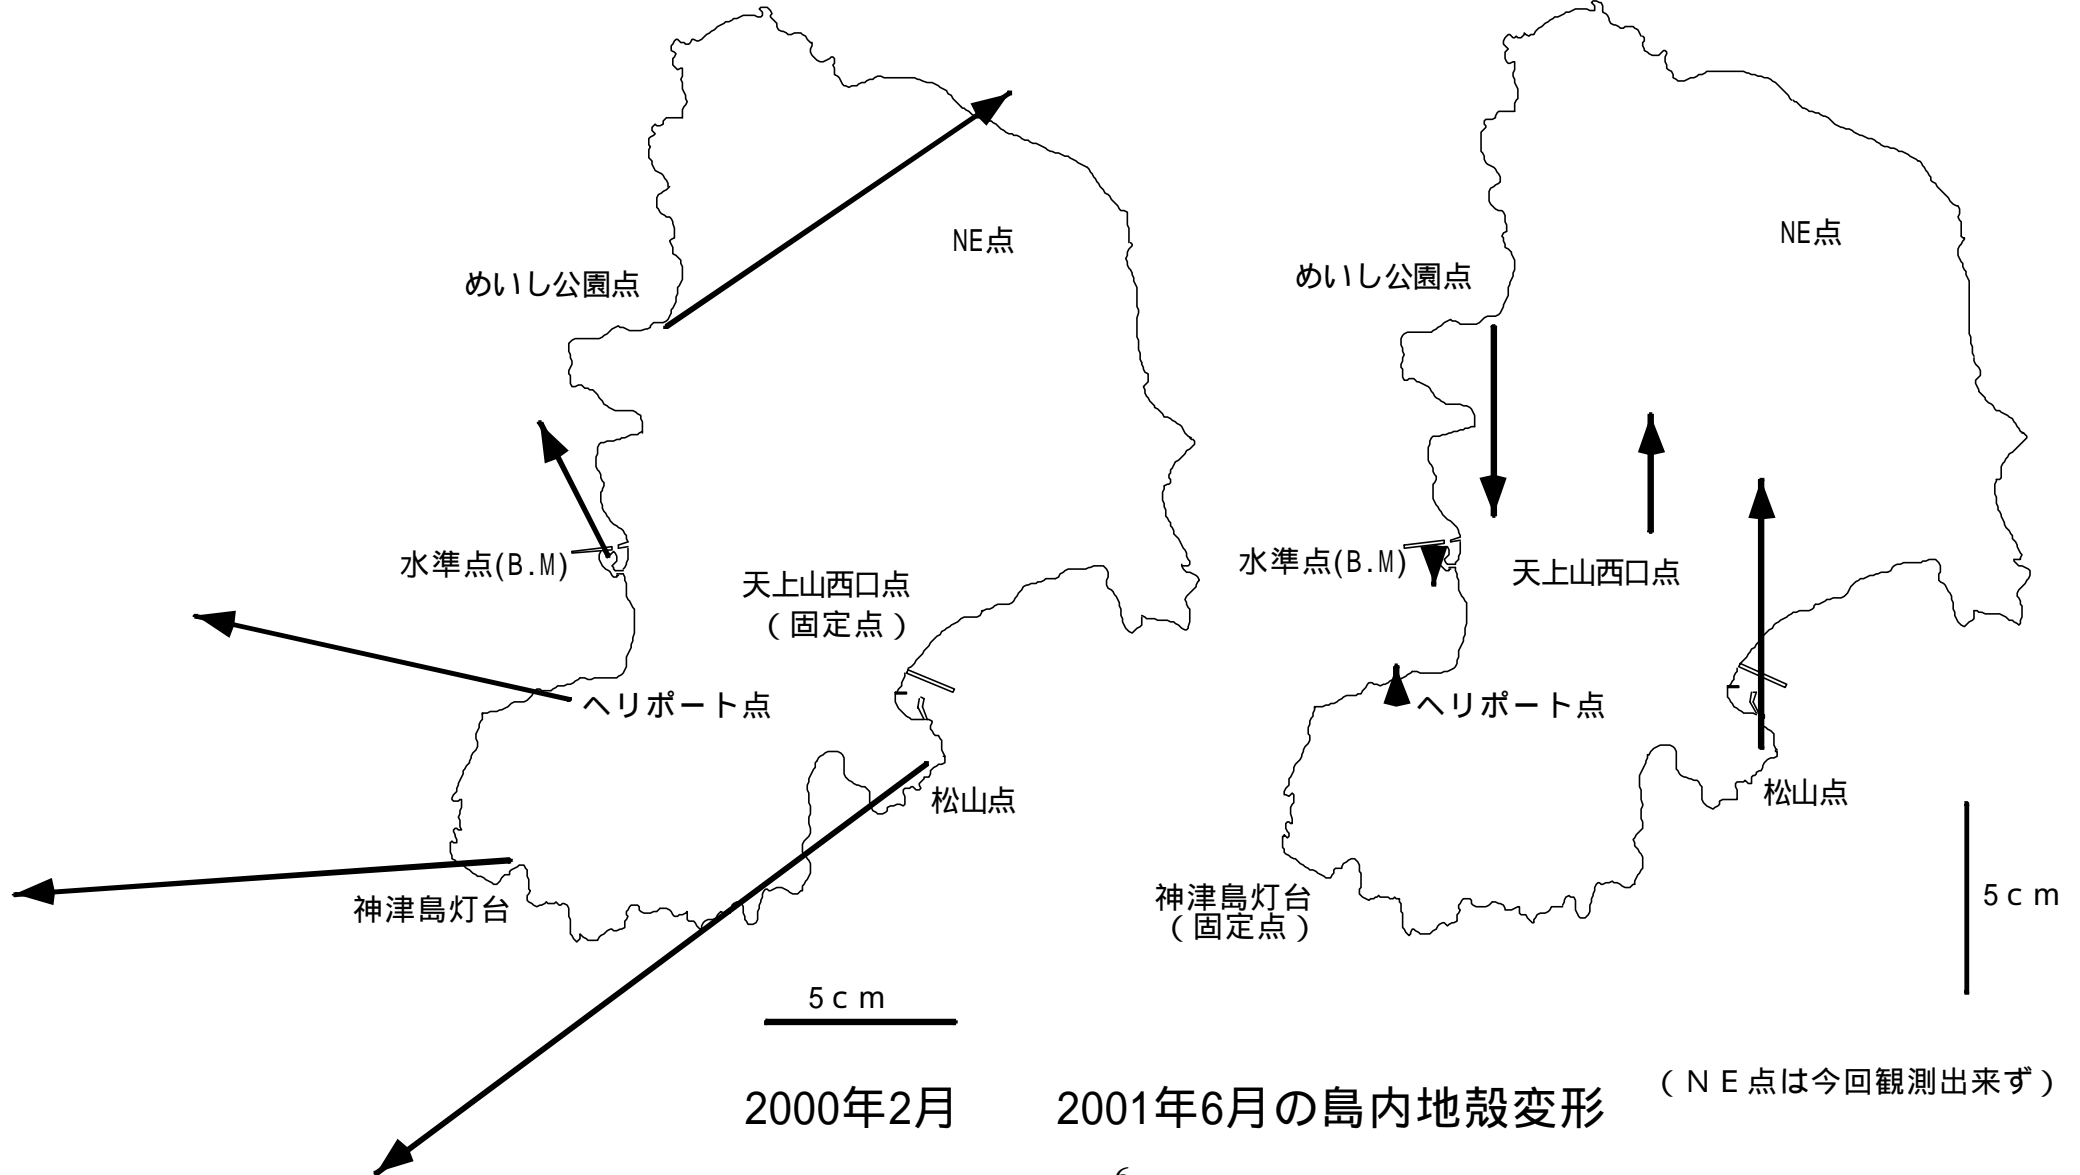 NE点
めいし公園点
水準点(B.M)
天上山西口点
（固定点）
ヘリポート点
松山点
神津島灯台
5ｃｍ
NE点
めいし公園点
水準点(B.M)
天上山西口点
ヘリポート点
松山点
神津島灯台
（固定点）
5ｃｍ
2000年2月 2001年6月の島内地殻変形
（ＮＥ点は今回観測出来ず）